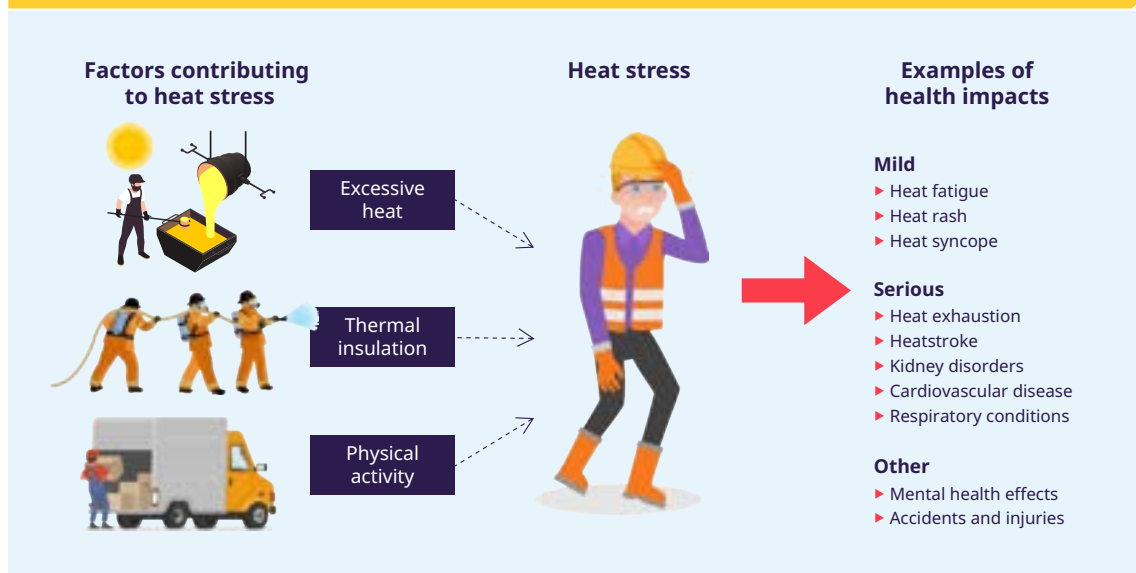 Factors contributing
to heat stress
Excessive
heat
Thermal
insulation
Physical
activity
Heat stress
Examples of
health impacts
Mild
Heat fatigue
Heat rash
Heat syncope
Serious
Heat exhaustion
Heatstroke
Kidney disorders
Cardiovascular disease
Respiratory conditions
Other
Mental health effects
Accidents and injuries